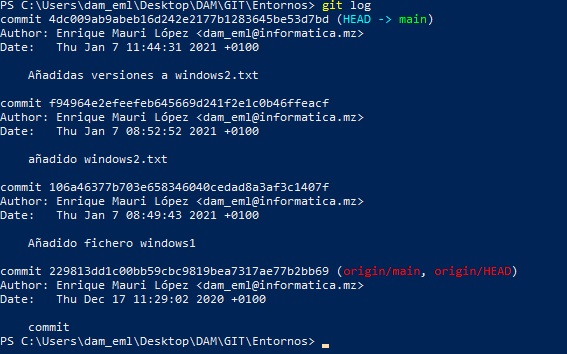 PS C:\Users\dam_eml\Desktop\DAM\GIT\Entornos> git log
commit 4dc009ab9abeb16d242e2177b1283645be53d7bd (HEAD -> main)
Author: Enrique Mauri López <dam_eml@informatica.mz>
Date:   Thu Jan 7 11:44:31 2021 +0100
    Añadidas versiones a windows2.txt
commit f94964e2efeefeb645669d241f2e1c0b46ffeacf
Author: Enrique Mauri López <dam_eml@informatica.mz>
Date:   Thu Jan 7 08:52:52 2021 +0100
    añadido windows2.txt
commit 106a46377b703e658346040cedad8a3af3c1407f
Author: Enrique Mauri López <dam_eml@informatica.mz>
Date:   Thu Jan 7 08:49:43 2021 +0100
    Añadido fichero windows1
commit 229813dd1c00bb59cbc9819bea7317ae77b2bb69 (origin/main, origin/HEAD)
Author: Enrique Mauri López <dam_eml@informatica.mz>
Date:   Thu Dec 17 11:29:02 2020 +0100
    commit
PS C:\Users\dam_eml\Desktop\DAM\GIT\Entornos>